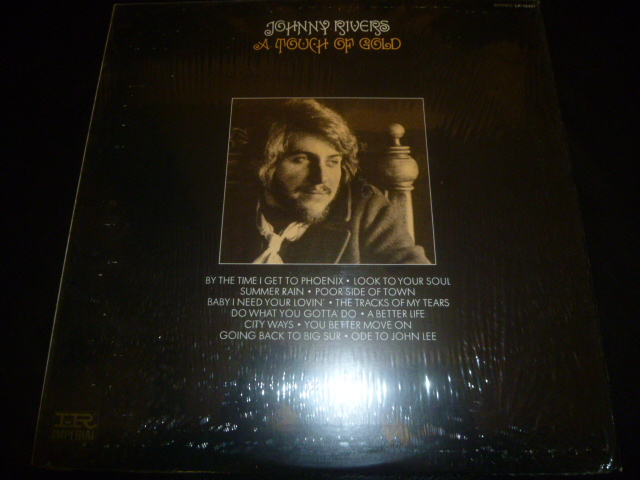 JOHNNY RIVERS
A TOUCH OF GOLD
BY THE TIME I GET TO PHOENIX • LOOK TO YOUR SOUL
SUMMER RAIN • POOR SIDE OF TOWN
BABY I NEED YOUR LOVIN' • THE TRACKS OF MY TEARS
DO WHAT YOU GOTTA DO • A BETTER LIFE
CITY WAYS • YOU BETTER MOVE ON
GOING BACK TO BIG SUR • ODE TO JOHN LEE
IMPERIAL